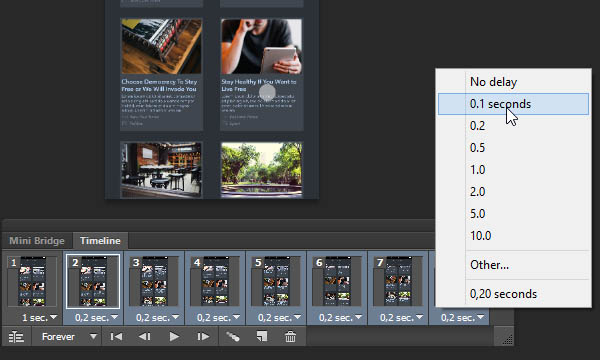 Choose Democracy To Stay
Free or We Will Invade You
Stay Healthy If You Want to
Live Free
No delay
0.1 seconds
0.2
0.5
1.0
2.0
5.0
10.0
Other...
0,20 seconds
Mini Bridge
Timeline
1
2
3
4
5
6
7
1 sec.
0,2 sec.
0,2 sec.
0,2 sec.
0,2 sec.
0,2 sec.
0,2 sec.
0,2 sec.
Forever